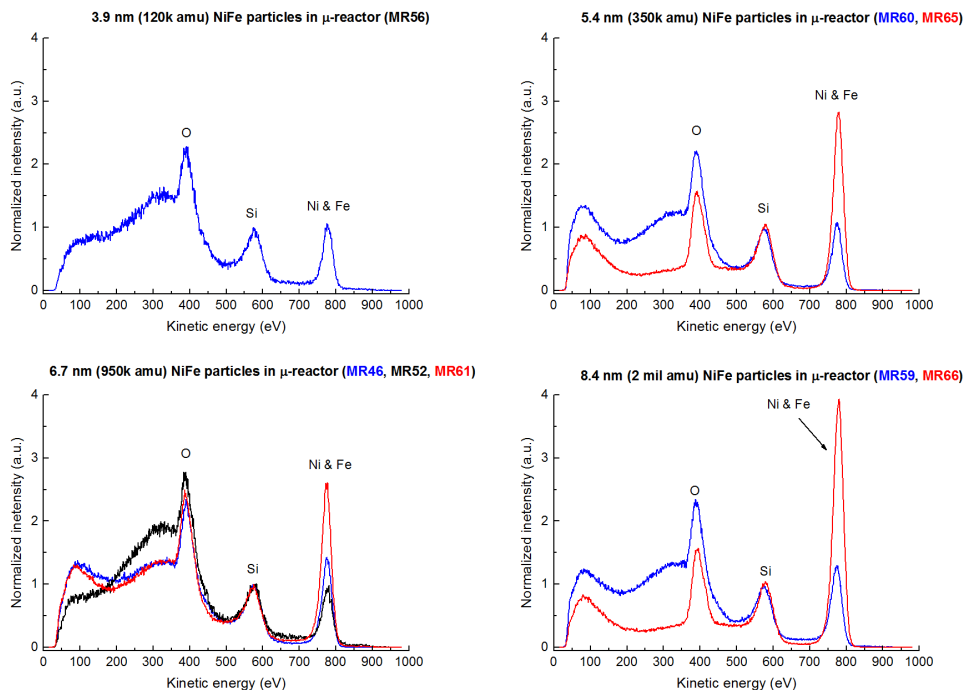 3.9 nm (120k amu) NiFe particles in μ-reactor (MR56)
4
3
2
1
0
Normalized inetensity (a.u.)
O
Si
Ni & Fe
0 100 200 300 400 500 600 700 800 900 1000
Kinetic energy (eV)
5.4 nm (350k amu) NiFe particles in μ-reactor (MR60, MR65)
4
3
2
1
0
Normalized inetensity (a.u.)
Ni & Fe
O
Si
0 100 200 300 400 500 600 700 800 900 1000
Kinetic energy (eV)
6.7 nm (950k amu) NiFe particles in μ-reactor (MR46, MR52, MR61)
4
3
2
1
0
Normalized inetensity (a.u.)
O
Ni & Fe
Si
0 100 200 300 400 500 600 700 800 900 1000
Kinetic energy (eV)
8.4 nm (2 mil amu) NiFe particles in μ-reactor (MR59, MR66)
4
3
2
1
0
Normalized inetensity (a.u.)
Ni & Fe
O
Si
0 100 200 300 400 500 600 700 800 900 1000
Kinetic energy (eV)